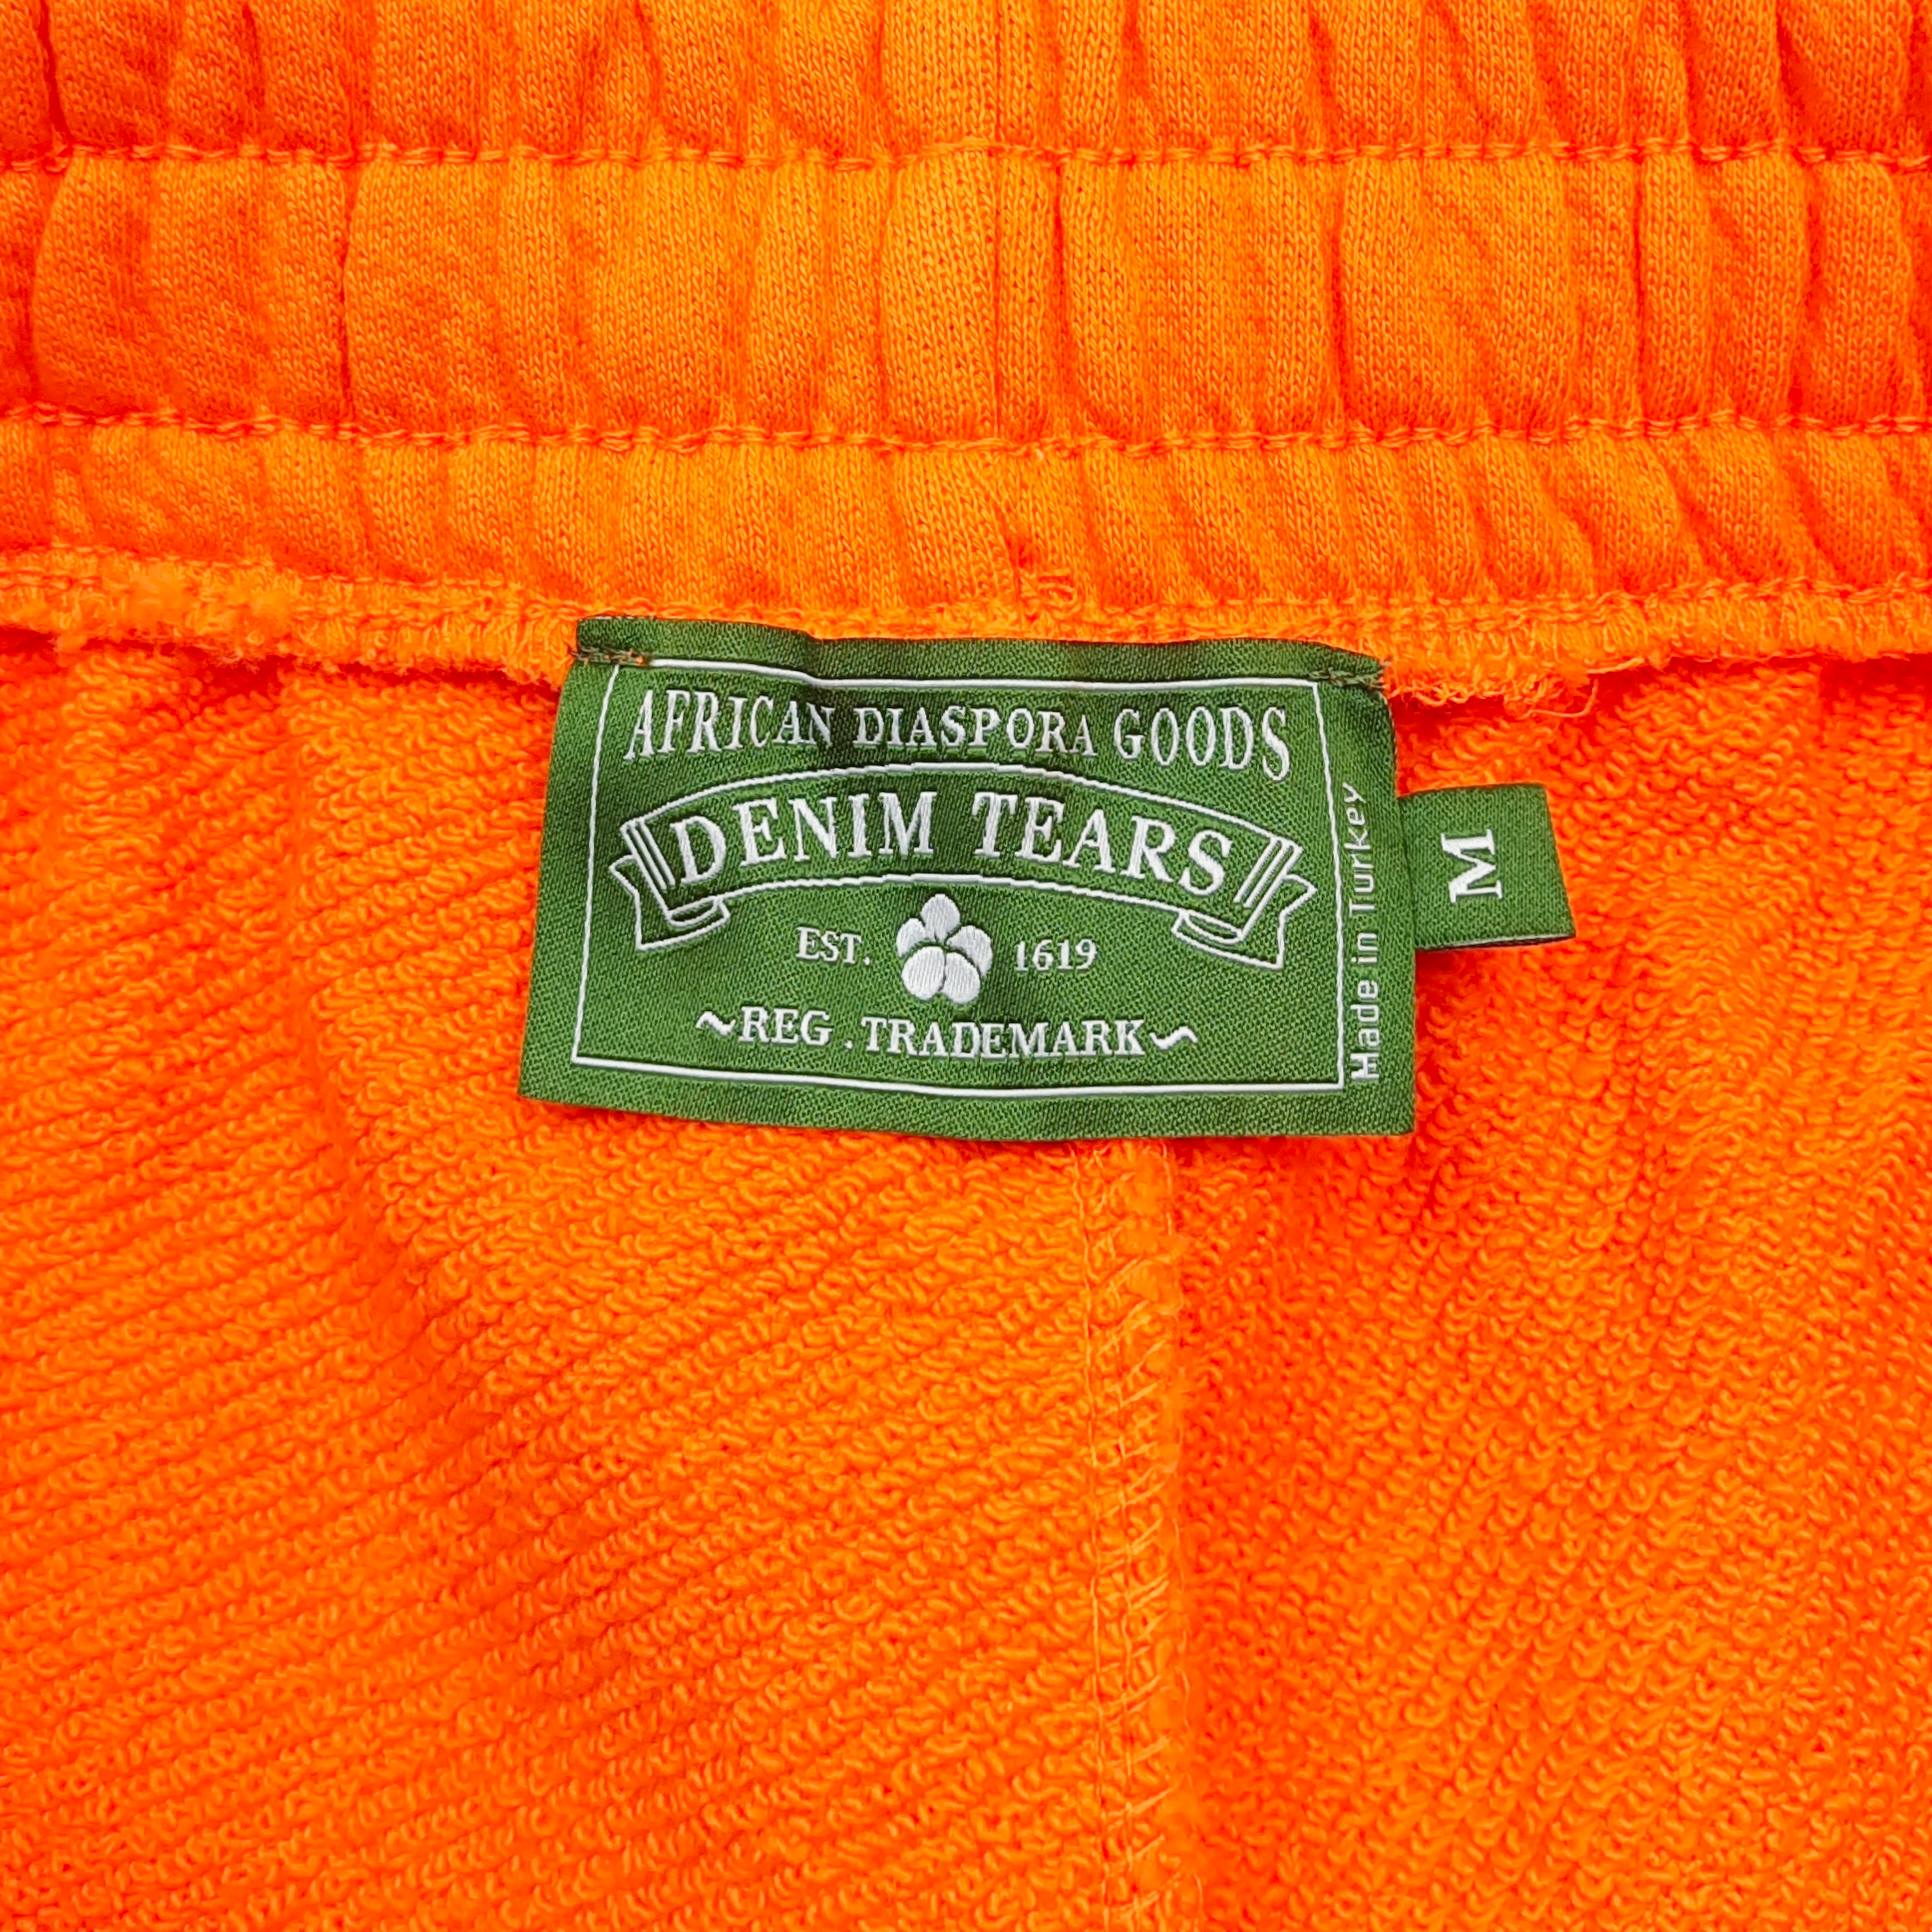 AFRICAN DIASPORA GOODS
DENIM TEARS
EST. 1619
~REG. TRADEMARK~
Made in Turkey
M